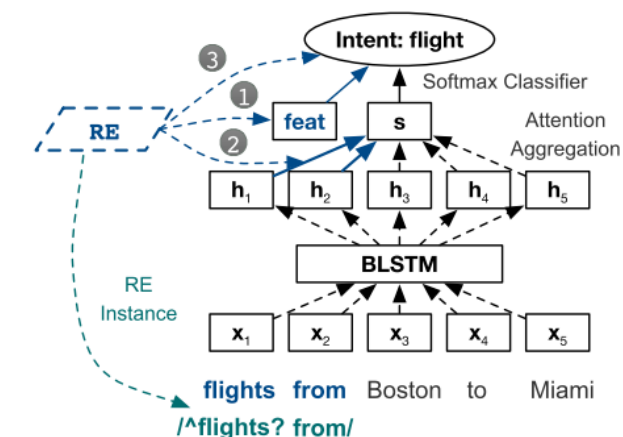 Intent: flight
3
Softmax Classifier
1
RE
feat
s
Attention
Aggregation
2
h1 h2 h3 h4 h5
BLSTM
RE
Instance
x1 x2 x3 x4 x5
flights from Boston to Miami
/^flights? from/